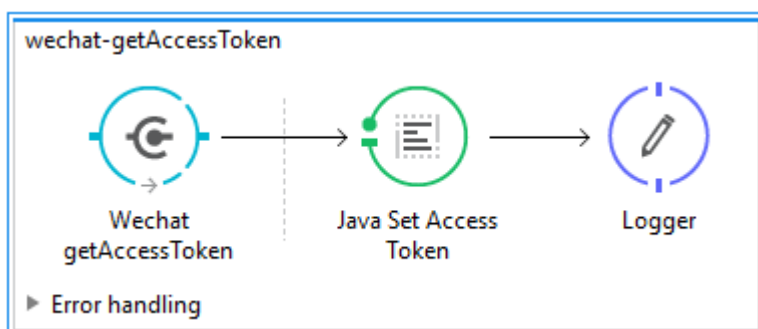 wechat-getAccessToken
Wechat
getAccessToken
Java Set Access
Token
Logger
Error handling